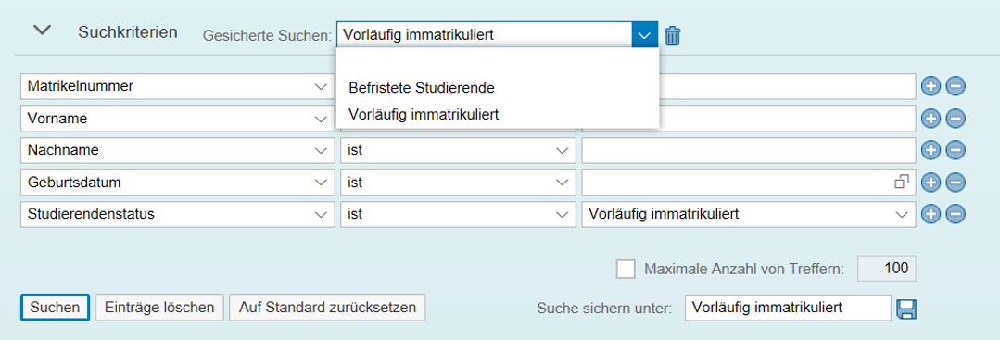 Suchkriterien Gesicherte Suchen: Vorläufig immatrikuliert
Matrikelnummer Befristete Studierende
Vorname Vorläufig immatrikuliert
Nachname ist
Geburtsdatum ist
Studierendenstatus ist Vorläufig immatrikuliert
Maximale Anzahl von Treffern: 100
Suchen Einträge löschen Auf Standard zurücksetzen Suche sichern unter: Vorläufig immatrikuliert